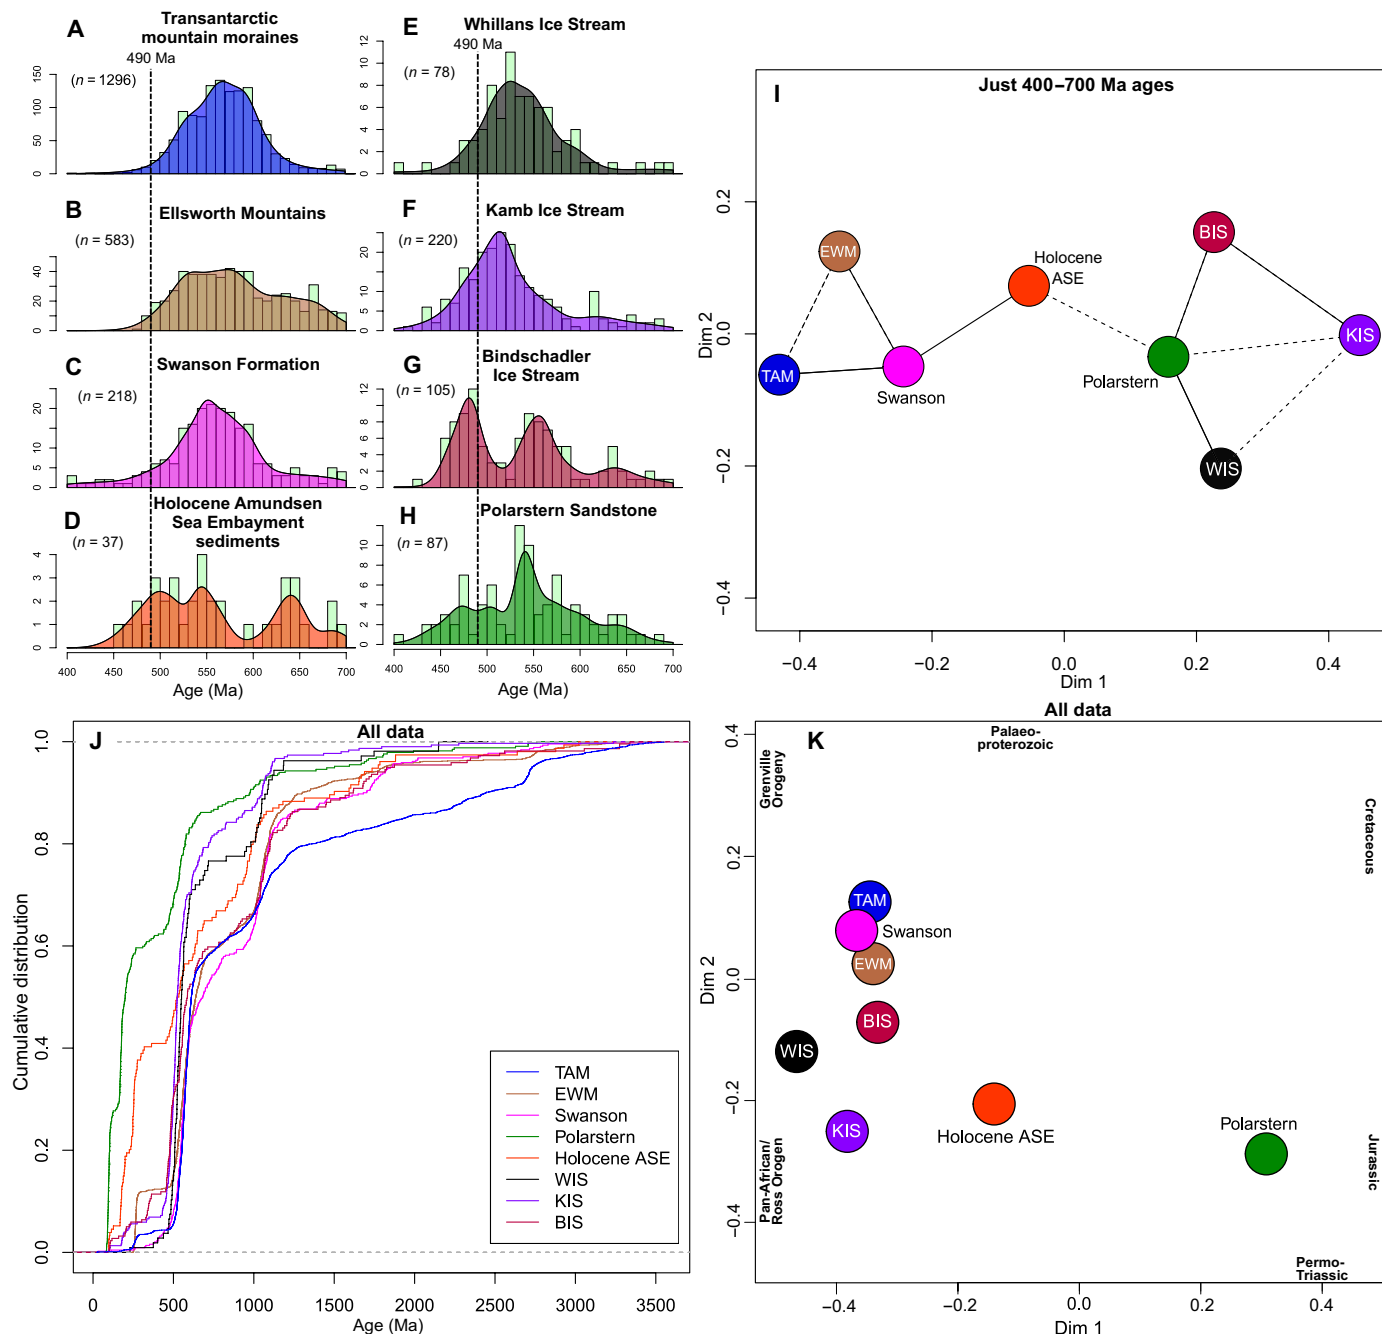 A
Transantarctic
mountain moraines
490 Ma
(n = 1296)
0 50 100 150
B
Ellsworth Mountains
(n = 583)
0 10 20 30 40
C
Swanson Formation
(n = 218)
0 5 10 20
D
Holocene Amundsen
Sea Embayment
sediments
(n = 37)
0 1 2 3 4
400 450 500 550 600 650 700
Age (Ma)
E
Whillans Ice Stream
490 Ma
(n = 78)
0 2 4 6 8 10 12
F
Kamb Ice Stream
(n = 220)
0 5 10 20
G
Bindschadler
Ice Stream
(n = 105)
0 2 4 6 8 10 12
H
Polarstern Sandstone
(n = 87)
0 2 4 6 8 10
400 450 500 550 600 650 700
Age (Ma)
I
Just 400–700 Ma ages
BIS
EWM
Holocene
ASE
KIS
TAM
Swanson
Polarstern
WIS
Dim 2
−0.4 −0.2 0.0 0.2
−0.4 −0.2 0.0 0.2 0.4
Dim 1
J
All data
Cumulative distribution
0.0 0.2 0.4 0.6 0.8 1.0
TAM
EWM
Swanson
Polarstern
Holocene ASE
WIS
KIS
BIS
0 500 1000 1500 2000 2500 3000 3500
Age (Ma)
All data
K
Palaeo-
proterozoic
Grenville
Orogeny
Cretaceous
TAM
Swanson
EWM
BIS
WIS
KIS
Holocene ASE
Polarstern
Pan-African/
Ross Orogen
Jurassic
Permo-
Triassic
Dim 2
−0.4 −0.2 0.0 0.2 0.4
−0.4 −0.2 0.0 0.2 0.4
Dim 1